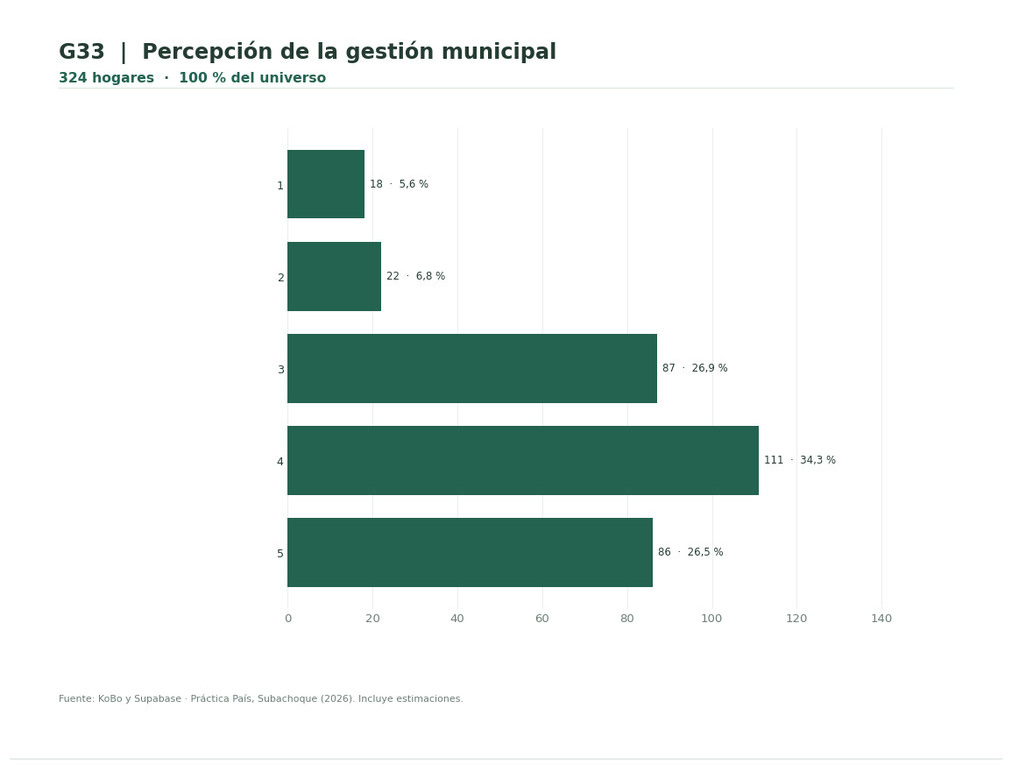 G33 | Percepción de la gestión municipal
324 hogares · 100 % del universo
1 18 · 5,6 %
2 22 · 6,8 %
3 87 · 26,9 %
4 111 · 34,3 %
5 86 · 26,5 %
0 20 40 60 80 100 120 140
Fuente: KoBo y Supabase · Práctica País, Subachoque (2026). Incluye estimaciones.